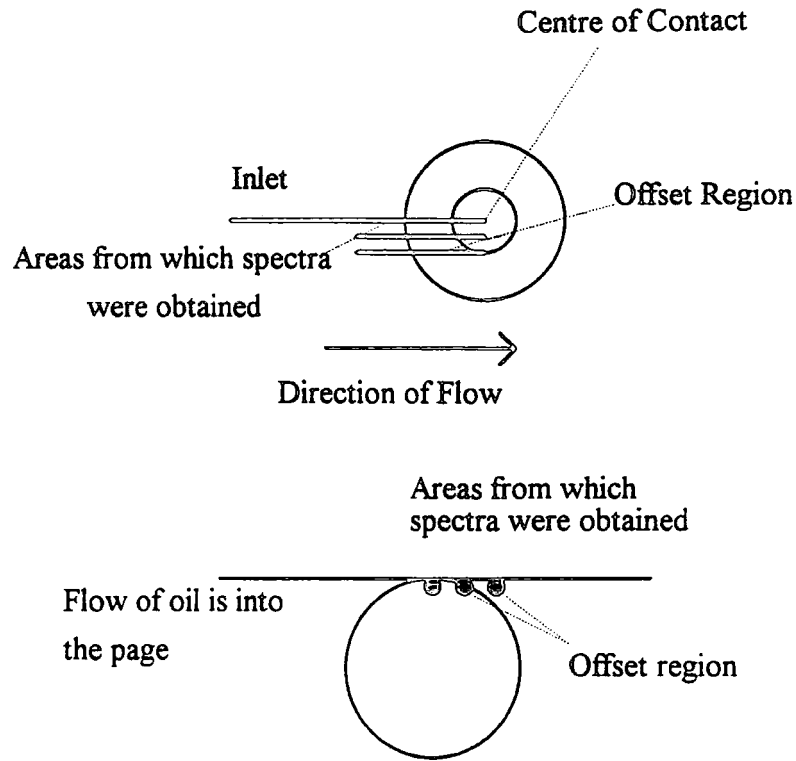 Centre of Contact
Inlet
Offset Region
Areas from which spectra
were obtained
Direction of Flow
Areas from which
spectra were obtained
Flow of oil is into
the page
Offset region